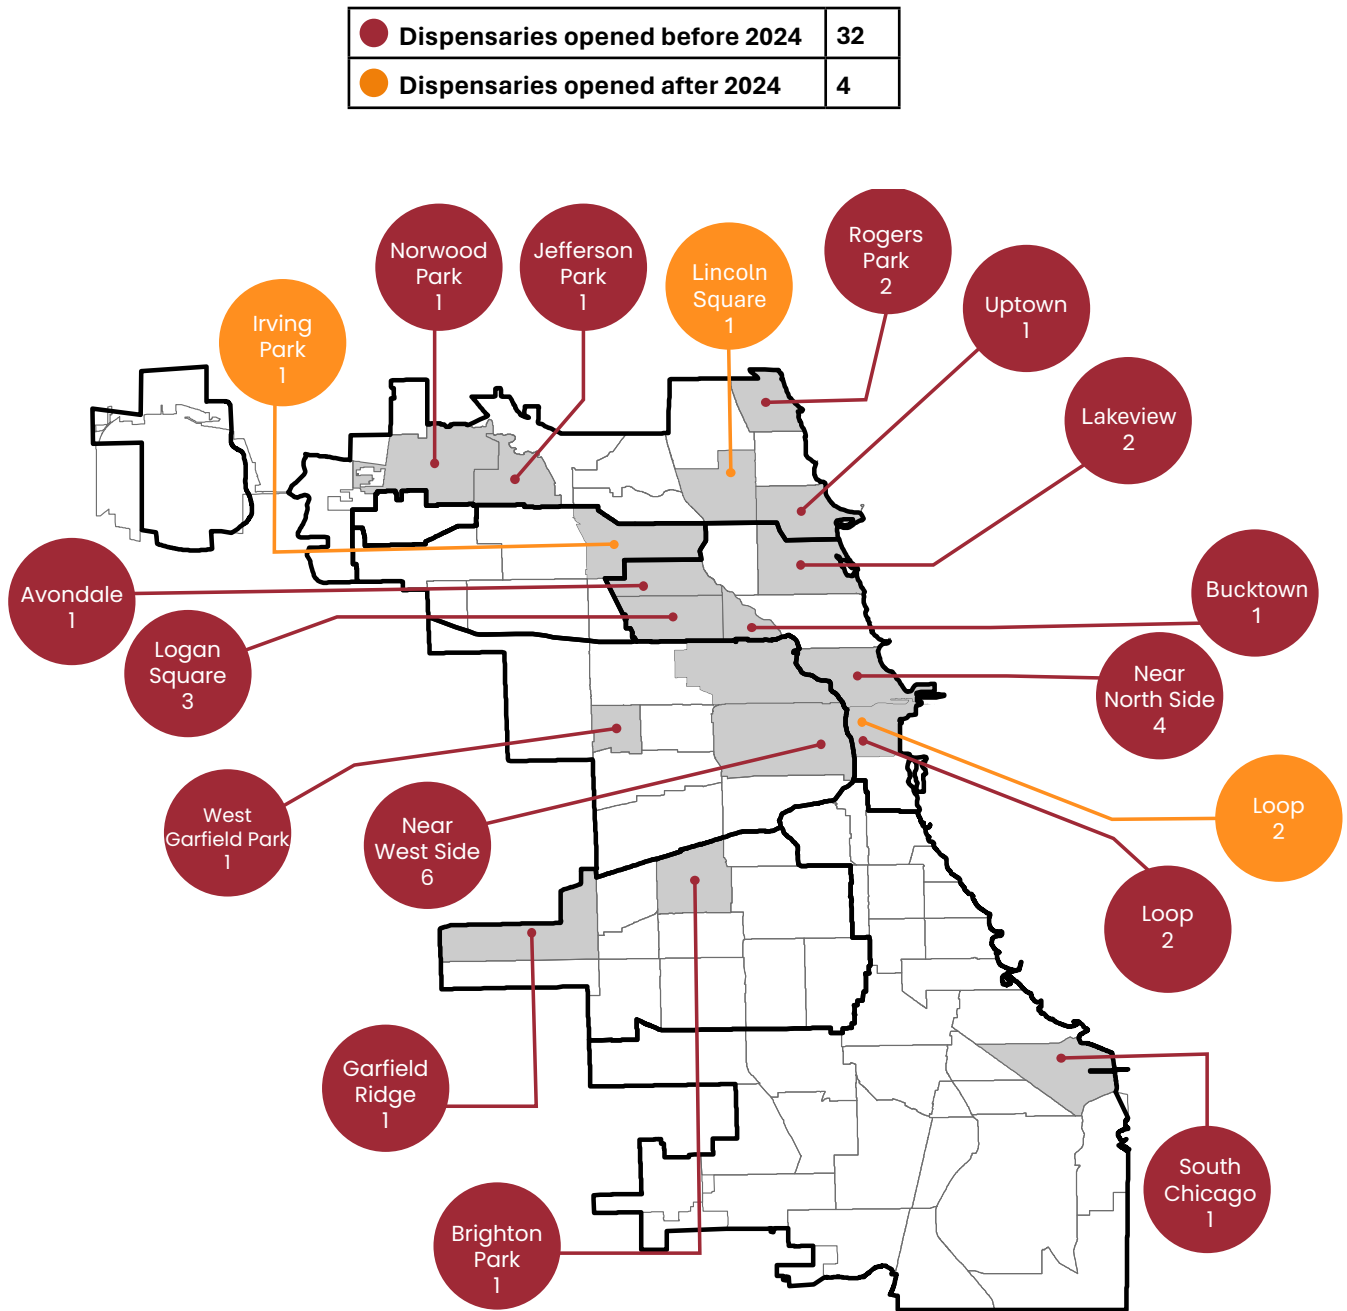 Dispensaries opened before 2024 32
Dispensaries opened after 2024 4
Norwood
Park
1
Jefferson
Park
1
Lincoln
Square
1
Rogers
Park
2
Uptown
1
Irving
Park
1
Lakeview
2
Avondale
1
Bucktown
1
Logan
Square
3
Near
North Side
4
West
Garfield Park
1
Near
West Side
6
Loop
2
Loop
2
Garfield
Ridge
1
South
Chicago
1
Brighton
Park
1